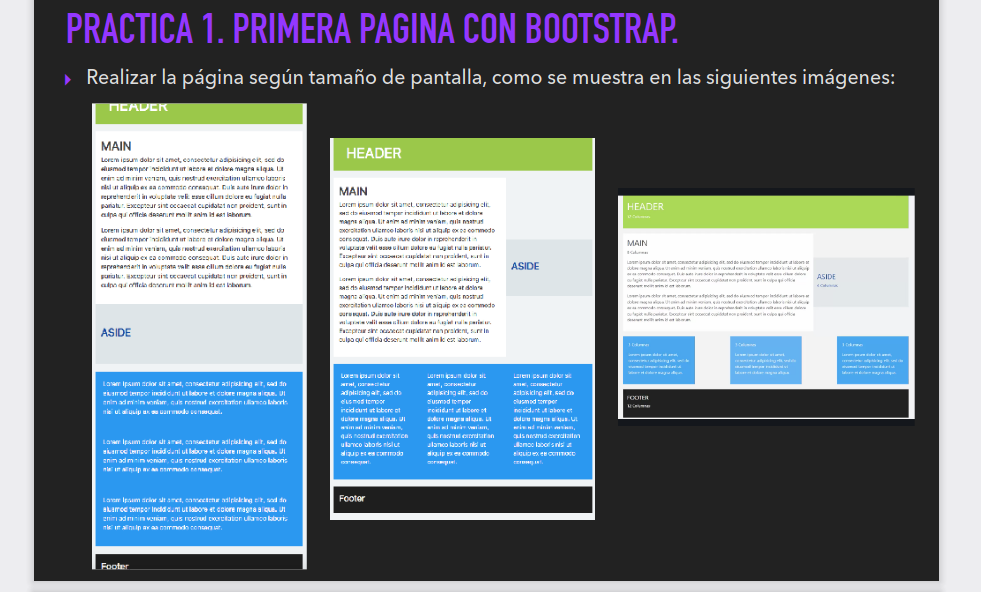 PRACTICA 1. PRIMERA PAGINA CON BOOTSTRAP.
Realizar la página según tamaño de pantalla, como se muestra en las siguientes imágenes:
HEADER
MAIN
Lorem ipsum dolor sit amet, consectetur adipisicing elit, sed do
eiusmod tempor incididunt ut labore et dolore magna aliqua. Ut
enim ad minim veniam, quis nostrud exercitation ullamco laboris
nisi ut aliquip ex ea commodo consequat. Duis aute irure dolor in
reprehenderit in voluptate velit esse cillum dolore eu fugiat nulla
pariatur. Excepteur sint occaecat cupidatat non proident, sunt in
culpa qui officia deserunt mollit anim id est laborum.
Lorem ipsum dolor sit amet, consectetur adipisicing elit, sed do
eiusmod tempor incididunt ut labore et dolore magna aliqua. Ut
enim ad minim veniam, quis nostrud exercitation ullamco laboris
nisi ut aliquip ex ea commodo consequat. Duis aute irure dolor in
reprehenderit in voluptate velit esse cillum dolore eu fugiat nulla
pariatur. Excepteur sint occaecat cupidatat non proident, sunt in
culpa qui officia deserunt mollit anim id est laborum.
ASIDE
Lorem ipsum dolor sit amet, consectetur adipisicing elit, sed do
eiusmod tempor incididunt ut labore et dolore magna aliqua. Ut
enim ad minim veniam, quis nostrud exercitation ullamco laboris
nisi ut aliquip ex ea commodo consequat.
Lorem ipsum dolor sit amet, consectetur adipisicing elit, sed do
eiusmod tempor incididunt ut labore et dolore magna aliqua. Ut
enim ad minim veniam, quis nostrud exercitation ullamco laboris
nisi ut aliquip ex ea commodo consequat.
Lorem ipsum dolor sit amet, consectetur adipisicing elit, sed do
eiusmod tempor incididunt ut labore et dolore magna aliqua. Ut
enim ad minim veniam, quis nostrud exercitation ullamco laboris
nisi ut aliquip ex ea commodo consequat.
Footer
HEADER
MAIN
Lorem ipsum dolor sit amet, consectetur adipisicing elit,
sed do eiusmod tempor incididunt ut labore et dolore
magna aliqua. Ut enim ad minim veniam, quis nostrud
exercitation ullamco laboris nisi ut aliquip ex ea commodo
consequat. Duis aute irure dolor in reprehenderit in
voluptate velit esse cillum dolore eu fugiat nulla pariatur.
Excepteur sint occaecat cupidatat non proident, sunt in
culpa qui officia deserunt mollit anim id est laborum.
Lorem ipsum dolor sit amet, consectetur adipisicing elit,
sed do eiusmod tempor incididunt ut labore et dolore
magna aliqua. Ut enim ad minim veniam, quis nostrud
exercitation ullamco laboris nisi ut aliquip ex ea commodo
consequat. Duis aute irure dolor in reprehenderit in
voluptate velit esse cillum dolore eu fugiat nulla pariatur.
Excepteur sint occaecat cupidatat non proident, sunt in
culpa qui officia deserunt mollit anim id est laborum.
ASIDE
Lorem ipsum dolor sit
amet, consectetur
adipisicing elit, sed do
eiusmod tempor
incididunt ut labore et
dolore magna aliqua. Ut
enim ad minim veniam,
quis nostrud exercitation
ullamco laboris nisi ut
aliquip ex ea commodo
consequat.
Lorem ipsum dolor sit
amet, consectetur
adipisicing elit, sed do
eiusmod tempor
incididunt ut labore et
dolore magna aliqua. Ut
enim ad minim veniam,
quis nostrud exercitation
ullamco laboris nisi ut
aliquip ex ea commodo
consequat.
Lorem ipsum dolor sit
amet, consectetur
adipisicing elit, sed do
eiusmod tempor
incididunt ut labore et
dolore magna aliqua. Ut
enim ad minim veniam,
quis nostrud exercitation
ullamco laboris nisi ut
aliquip ex ea commodo
consequat.
Footer
HEADER
12 Columnas
MAIN
ASIDE
3 Columnas
FOOTER
12 Columnas